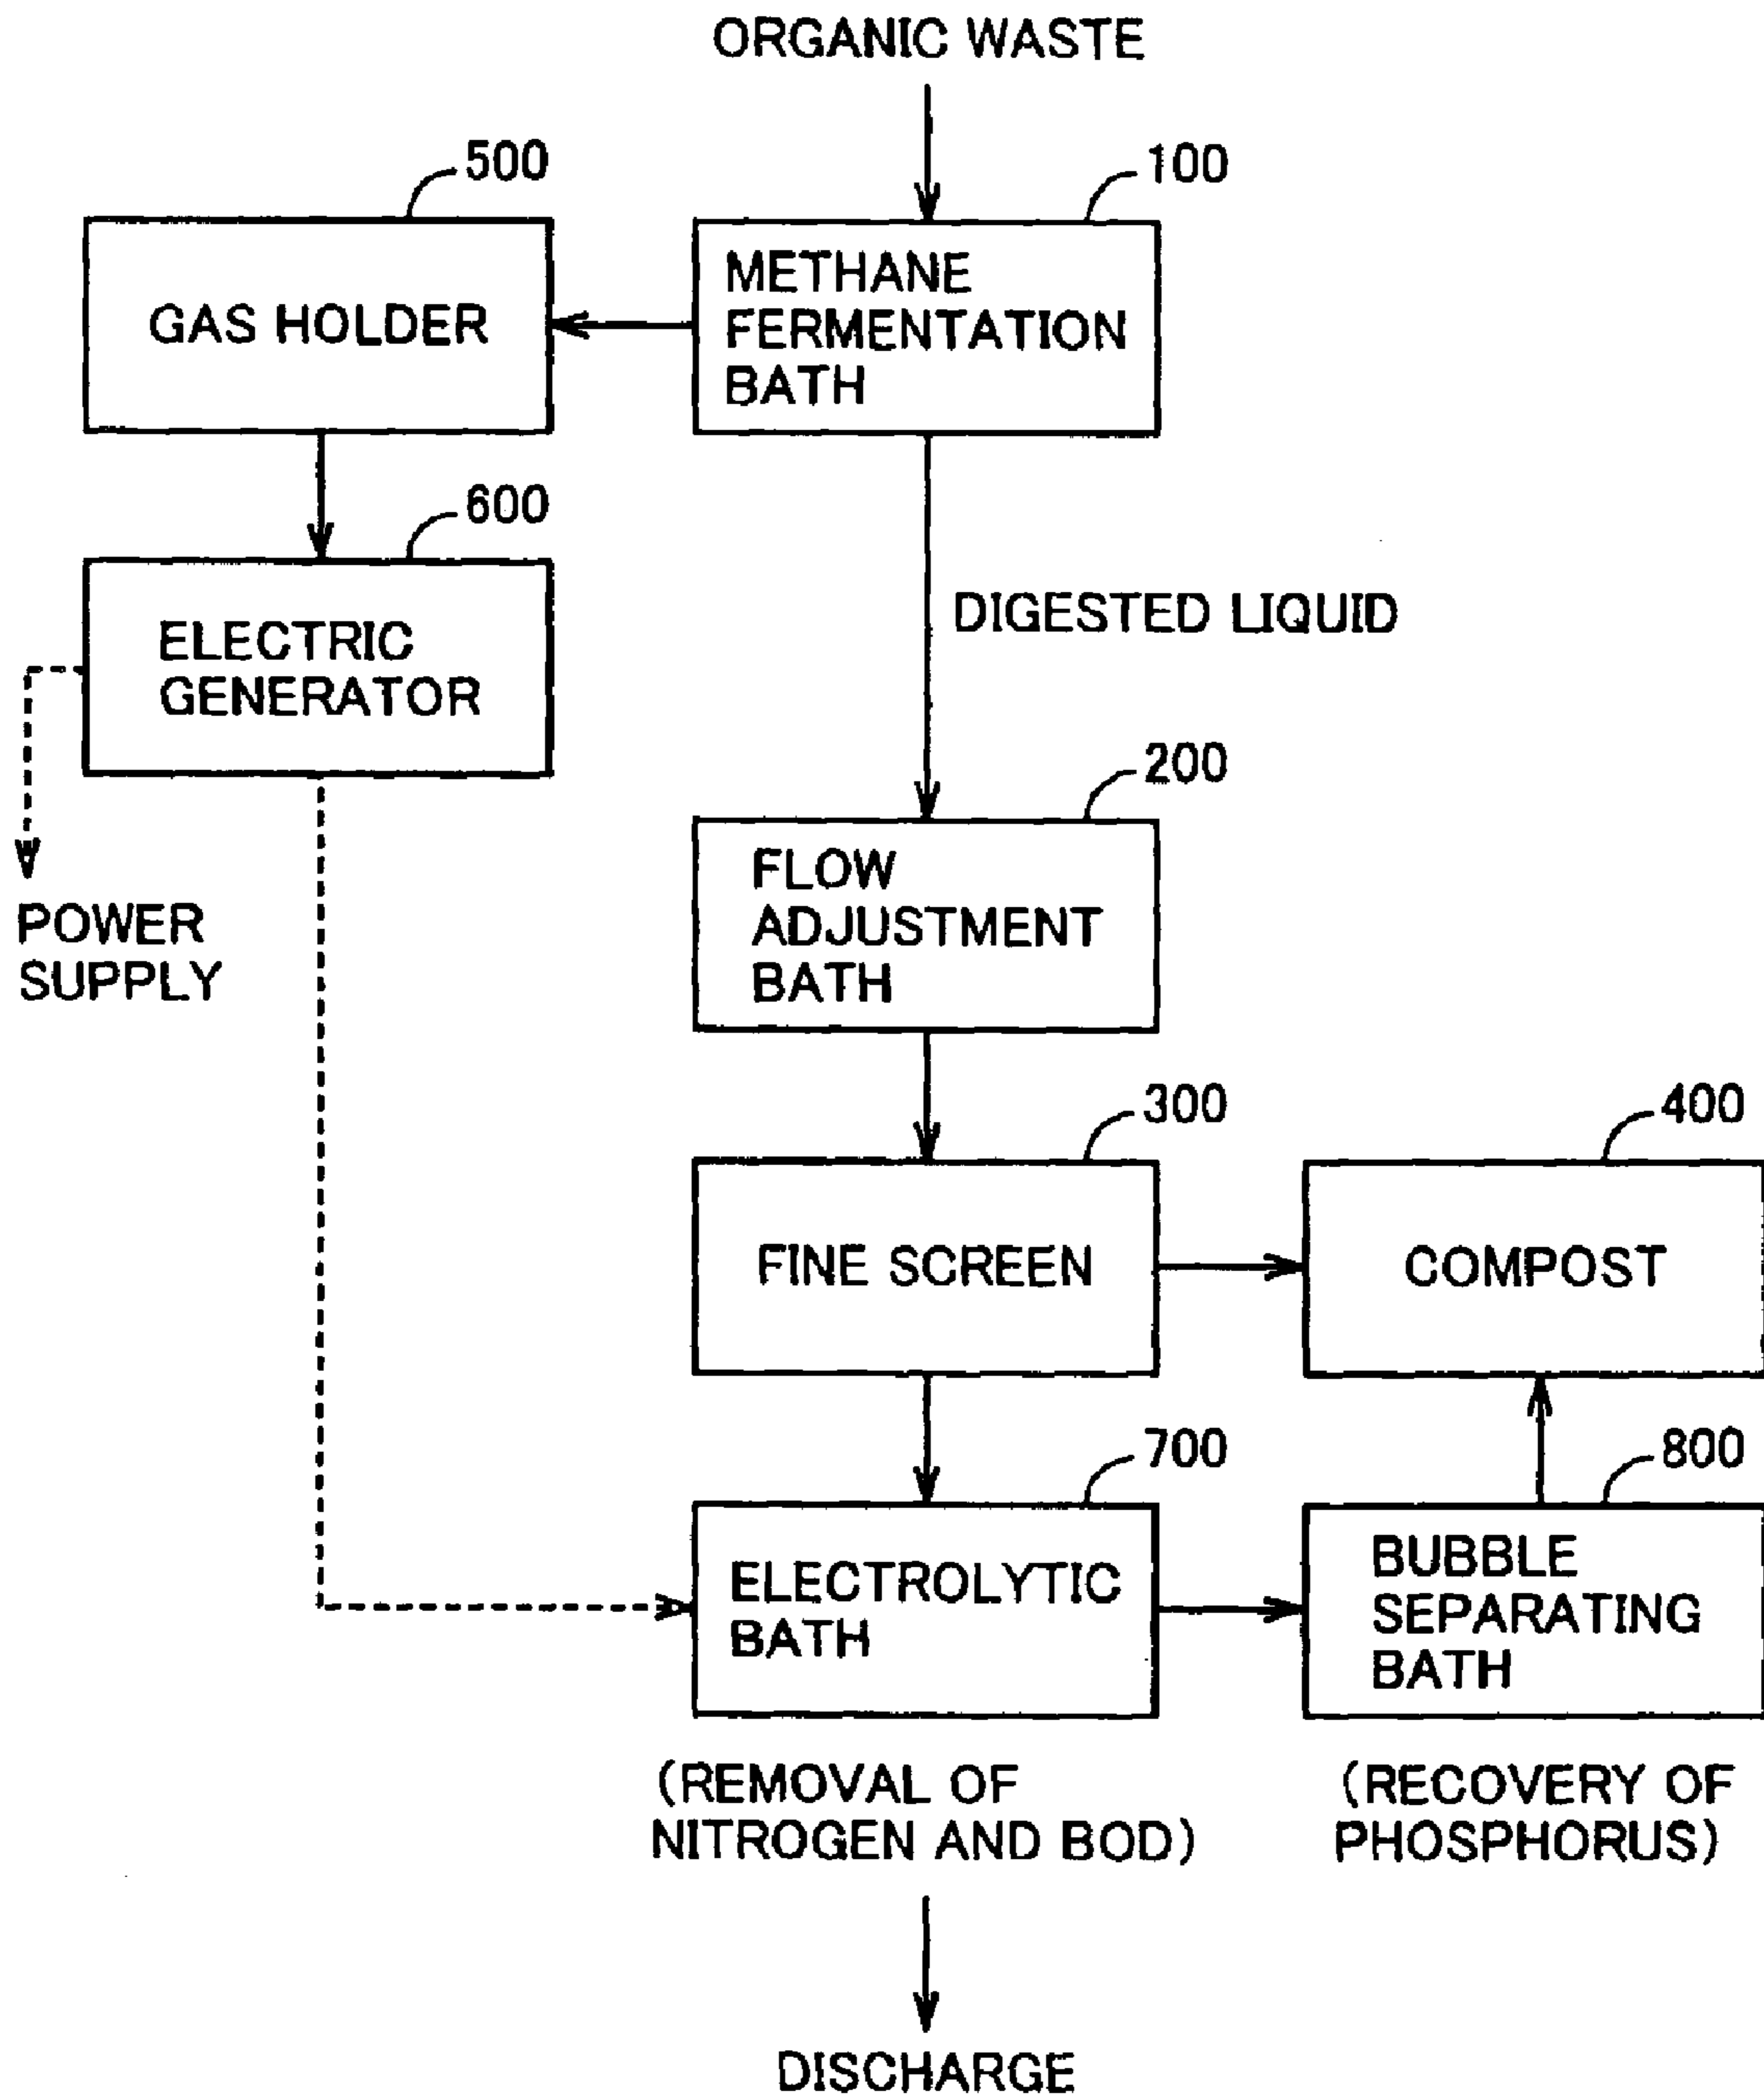 ORGANIC WASTE
500
100
GAS HOLDER
METHANE
FERMENTATION
BATH
600
ELECTRIC
GENERATOR
DIGESTED LIQUID
POWER
SUPPLY
200
FLOW
ADJUSTMENT
BATH
300
400
FINE SCREEN
COMPOST
700
800
ELECTROLYTIC
BATH
BUBBLE
SEPARATING
BATH
(REMOVAL OF
NITROGEN AND BOD)
(RECOVERY OF
PHOSPHORUS)
DISCHARGE